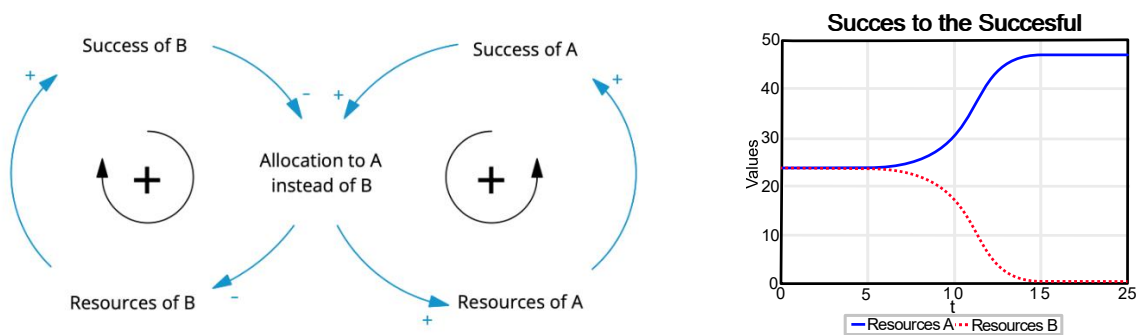 Success of B
Success of A
+
-
+
+
Allocation to A
instead of B
+
+
Resources of B
-
+
Resources of A
Succes to the Succesful
50
40
30
20
10
0
Values
0
5
10
15
25
t
Resources A
Resources B